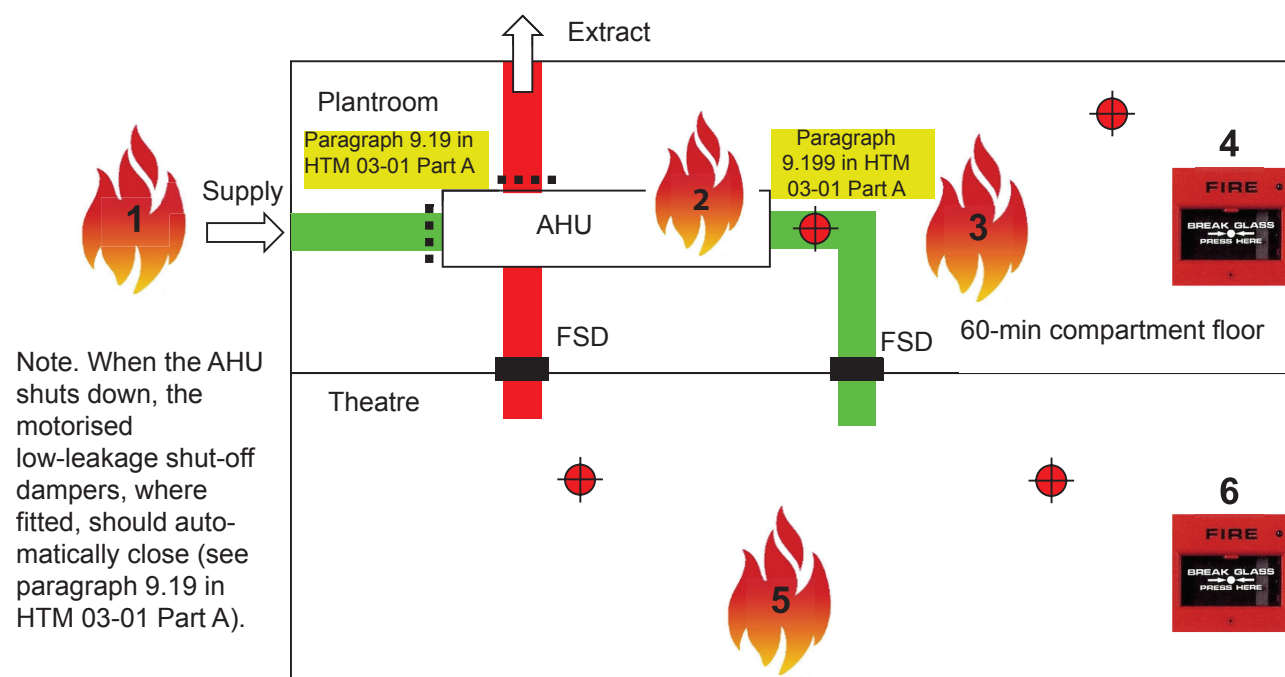 Extract
Plantroom
Paragraph 9.19 in
HTM 03-01 Part A
Paragraph
9.199 in HTM
03-01 Part A
4
FIRE
BREAK GLASS
PRESS HERE
1
Supply
AHU
2
3
Note. When the AHU
shuts down, the
motorised
low-leakage shut-off
dampers, where
fitted, should auto-
matically close (see
paragraph 9.19 in
HTM 03-01 Part A).
FSD
FSD
60-min compartment floor
Theatre
5
6
FIRE
BREAK GLASS
PRESS HERE